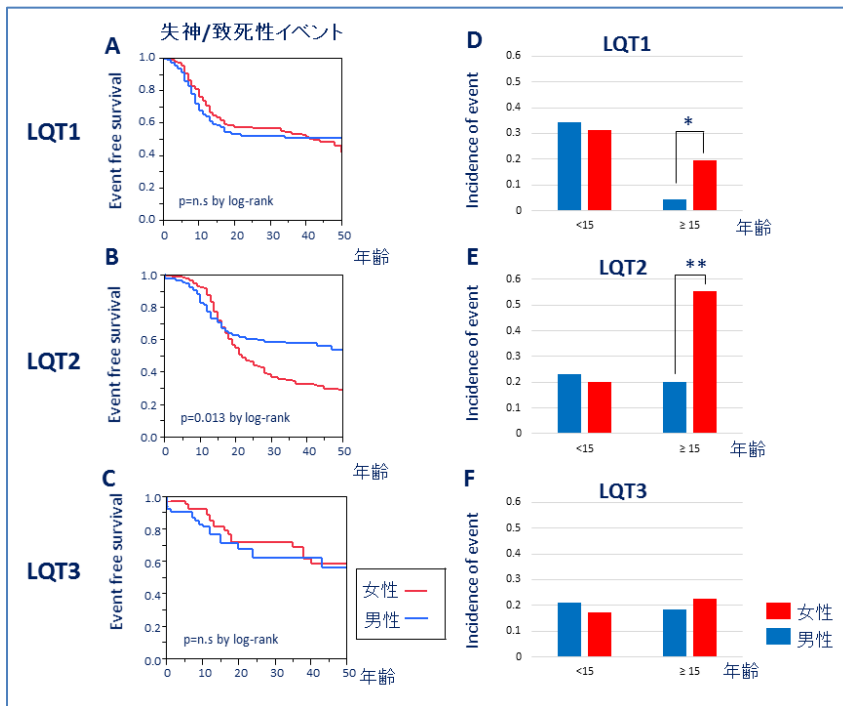 失神/致死性イベント
A
LQT1
Event free survival
1.0
0.8
0.6
0.4
0.2
0.0
p=n.s by log-rank
0 10 20 30 40 50
年齢
B
LQT2
Event free survival
1.0
0.8
0.6
0.4
0.2
0.0
p=0.013 by log-rank
0 10 20 30 40 50
年齢
C
LQT3
Event free survival
1.0
0.8
0.6
0.4
0.2
0.0
p=n.s by log-rank
0 10 20 30 40 50
年齢
女性
男性
D
LQT1
Incidence of event
0.6
0.5
0.4
0.3
0.2
0.1
0
*
<15 ≥ 15
年齢
E
LQT2
Incidence of event
0.6
0.5
0.4
0.3
0.2
0.1
0
**
<15 ≥ 15
年齢
F
LQT3
Incidence of event
0.6
0.5
0.4
0.3
0.2
0.1
0
<15 ≥ 15
年齢
女性
男性